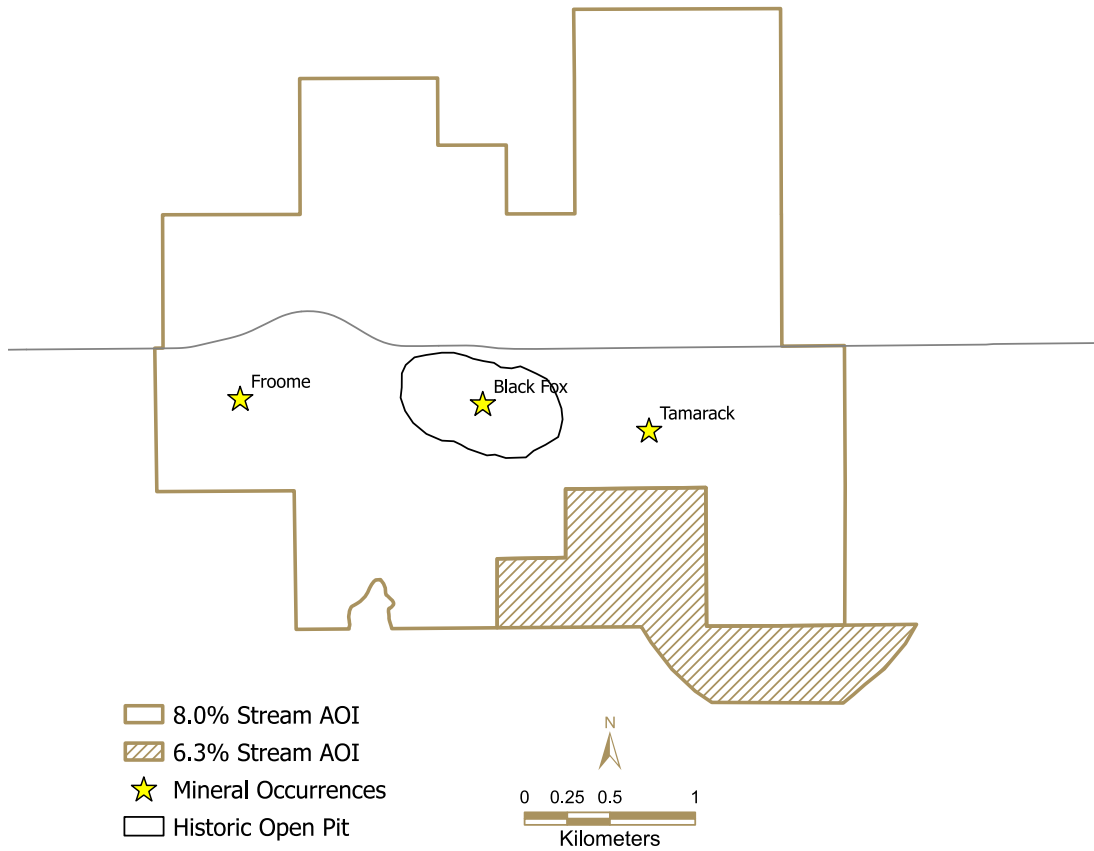 Froome
Black Fox
Tamarack
8.0% Stream AOI
6.3% Stream AOI
Mineral Occurrences
Historic Open Pit
N
0 0.25 0.5 1
Kilometers